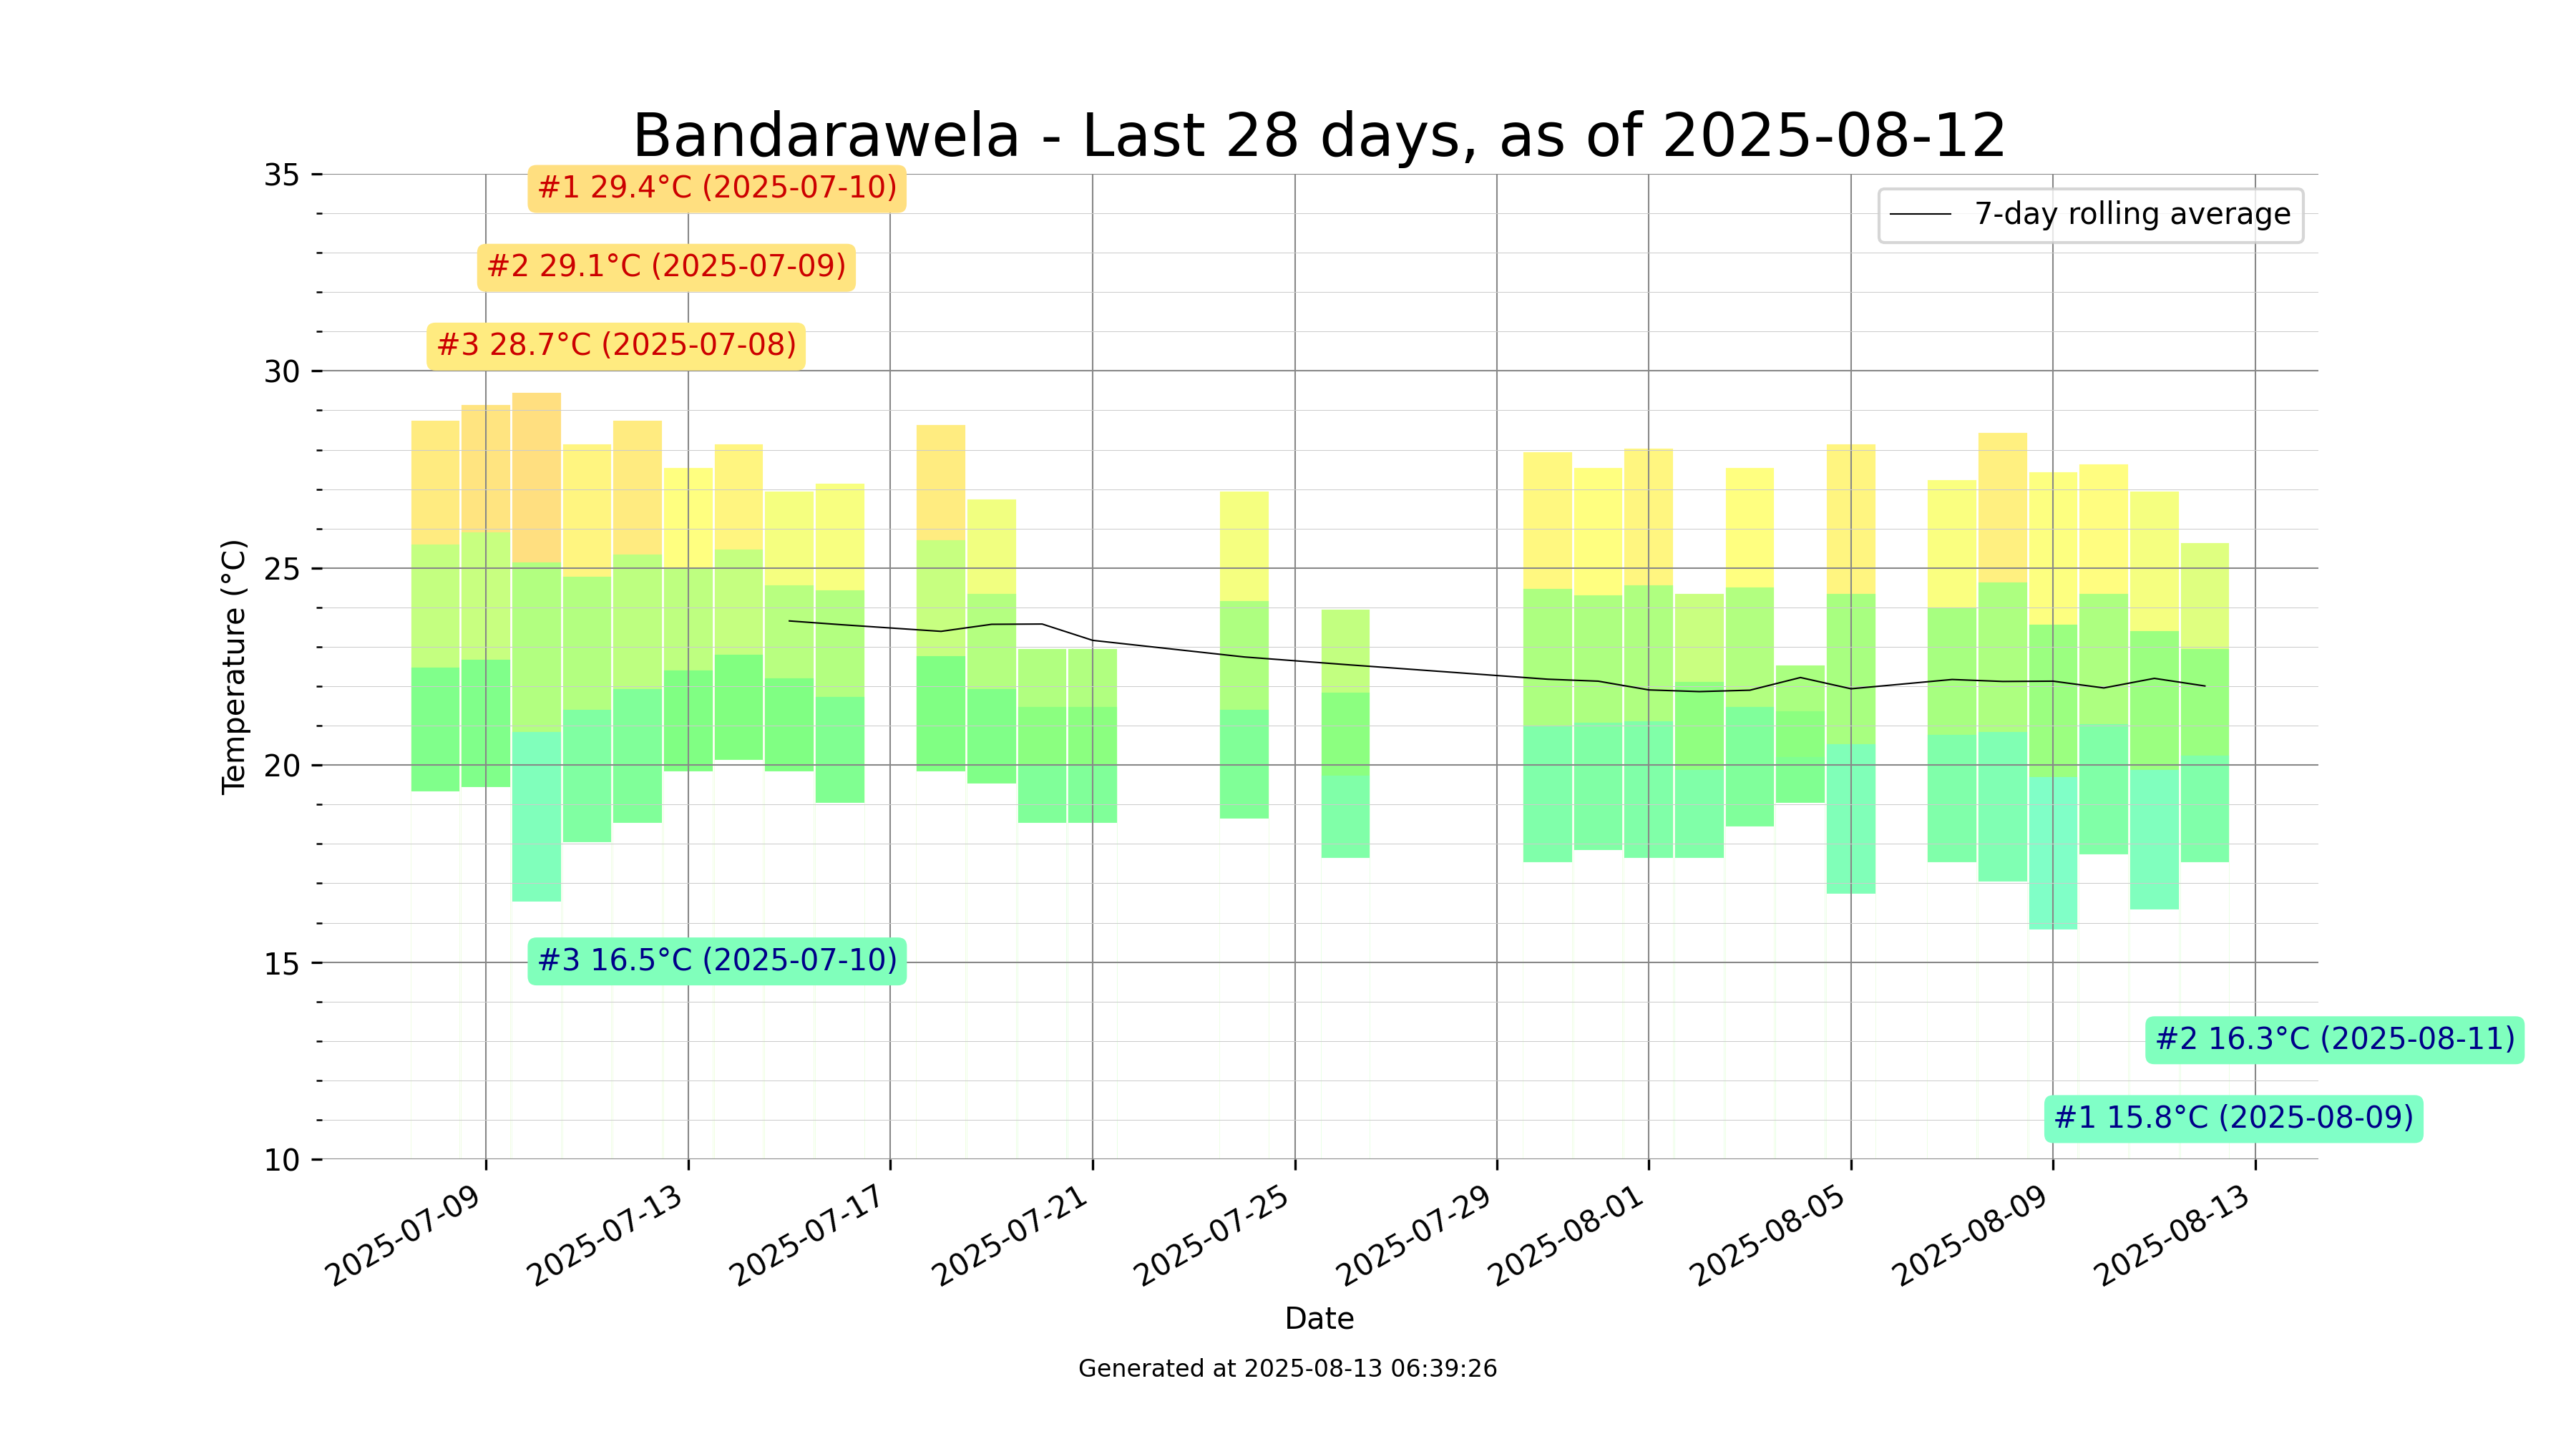 Bandarawela - Last 28 days, as of 2025-08-12
35
#1 29.4°C (2025-07-10)
7-day rolling average
#2 29.1°C (2025-07-09)
#3 28.7°C (2025-07-08)
30
25
Temperature (°C)
20
#3 16.5°C (2025-07-10)
15
#2 16.3°C (2025-08-11)
#1 15.8°C (2025-08-09)
10
2025-07-09
2025-07-13
2025-07-17
2025-07-21
2025-07-25
2025-07-29
2025-08-01
2025-08-05
2025-08-09
2025-08-13
Date
Generated at 2025-08-13 06:39:26